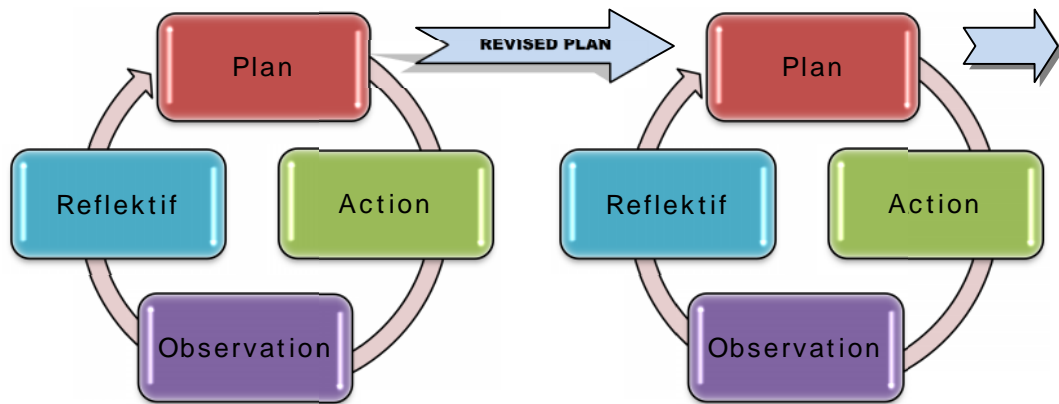 Plan
REVISED PLAN
Plan
Reflektif
Action
Reflektif
Action
Observation
Observation